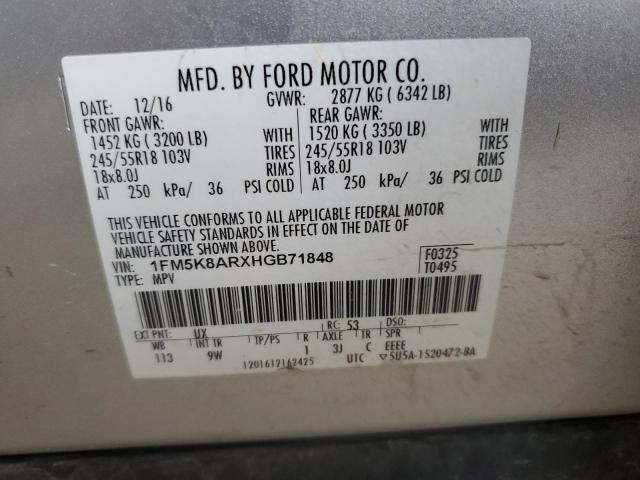 MFD. BY FORD MOTOR CO.
DATE: 12/16 GVWR: 2877 KG ( 6342 LB)
FRONT GAWR: REAR GAWR:
1452 KG ( 3200 LB) WITH 1520 KG ( 3350 LB) WITH
245/55R18 103V TIRES 245/55R18 103V TIRES
18x8.0J RIMS 18x8.0J RIMS
AT 250 kPa/ 36 PSI COLD AT 250 kPa/ 36 PSI COLD
THIS VEHICLE CONFORMS TO ALL APPLICABLE FEDERAL MOTOR
VEHICLE SAFETY STANDARDS IN EFFECT ON THE DATE OF
MANUFACTURE SHOWN ABOVE.
VIN: 1FM5K8ARXHGB71848 F0325
TYPE: MPV T0495
EXT PNT: UX RC: 53 DSO:
WB INT TR TP/PS R AXLE TR SPR
113 9W 1 3J C EEEE
1201612162425 UTC ▽5U5A-1520472-BA